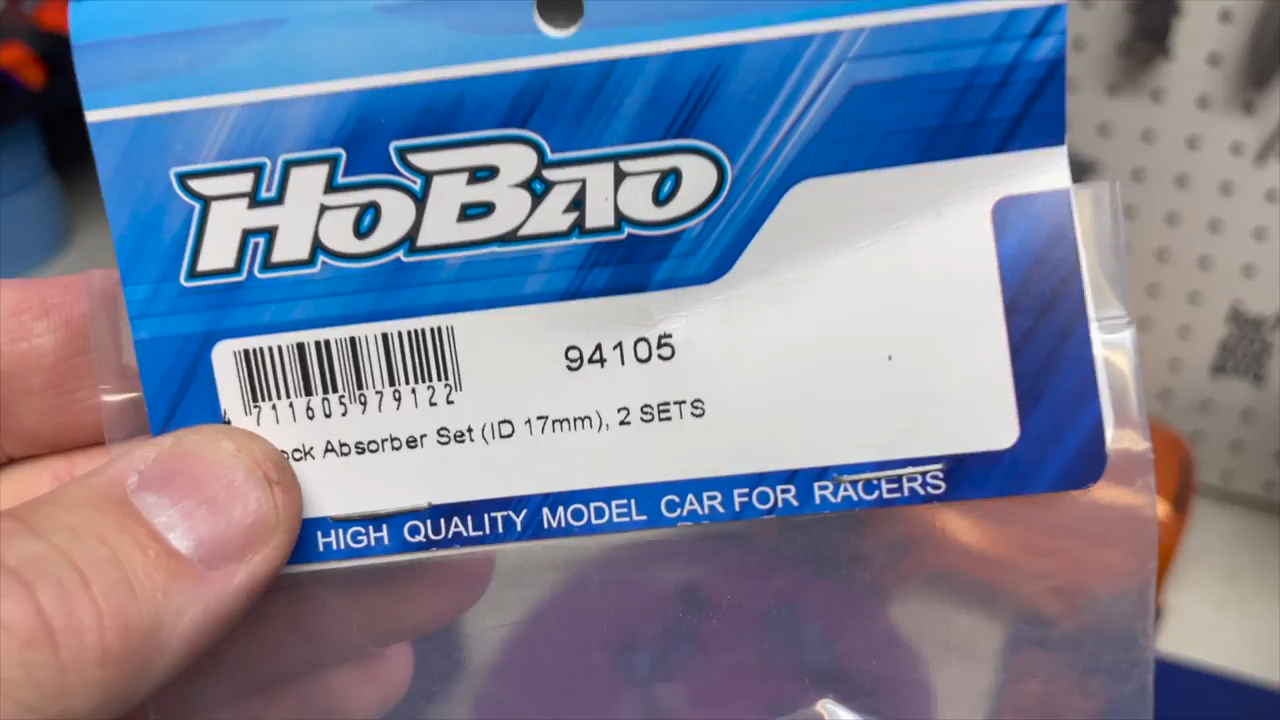 HoBao
94105
4 711605 979122
ock Absorber Set (ID 17mm), 2 SETS
HIGH QUALITY MODEL CAR FOR RACERS